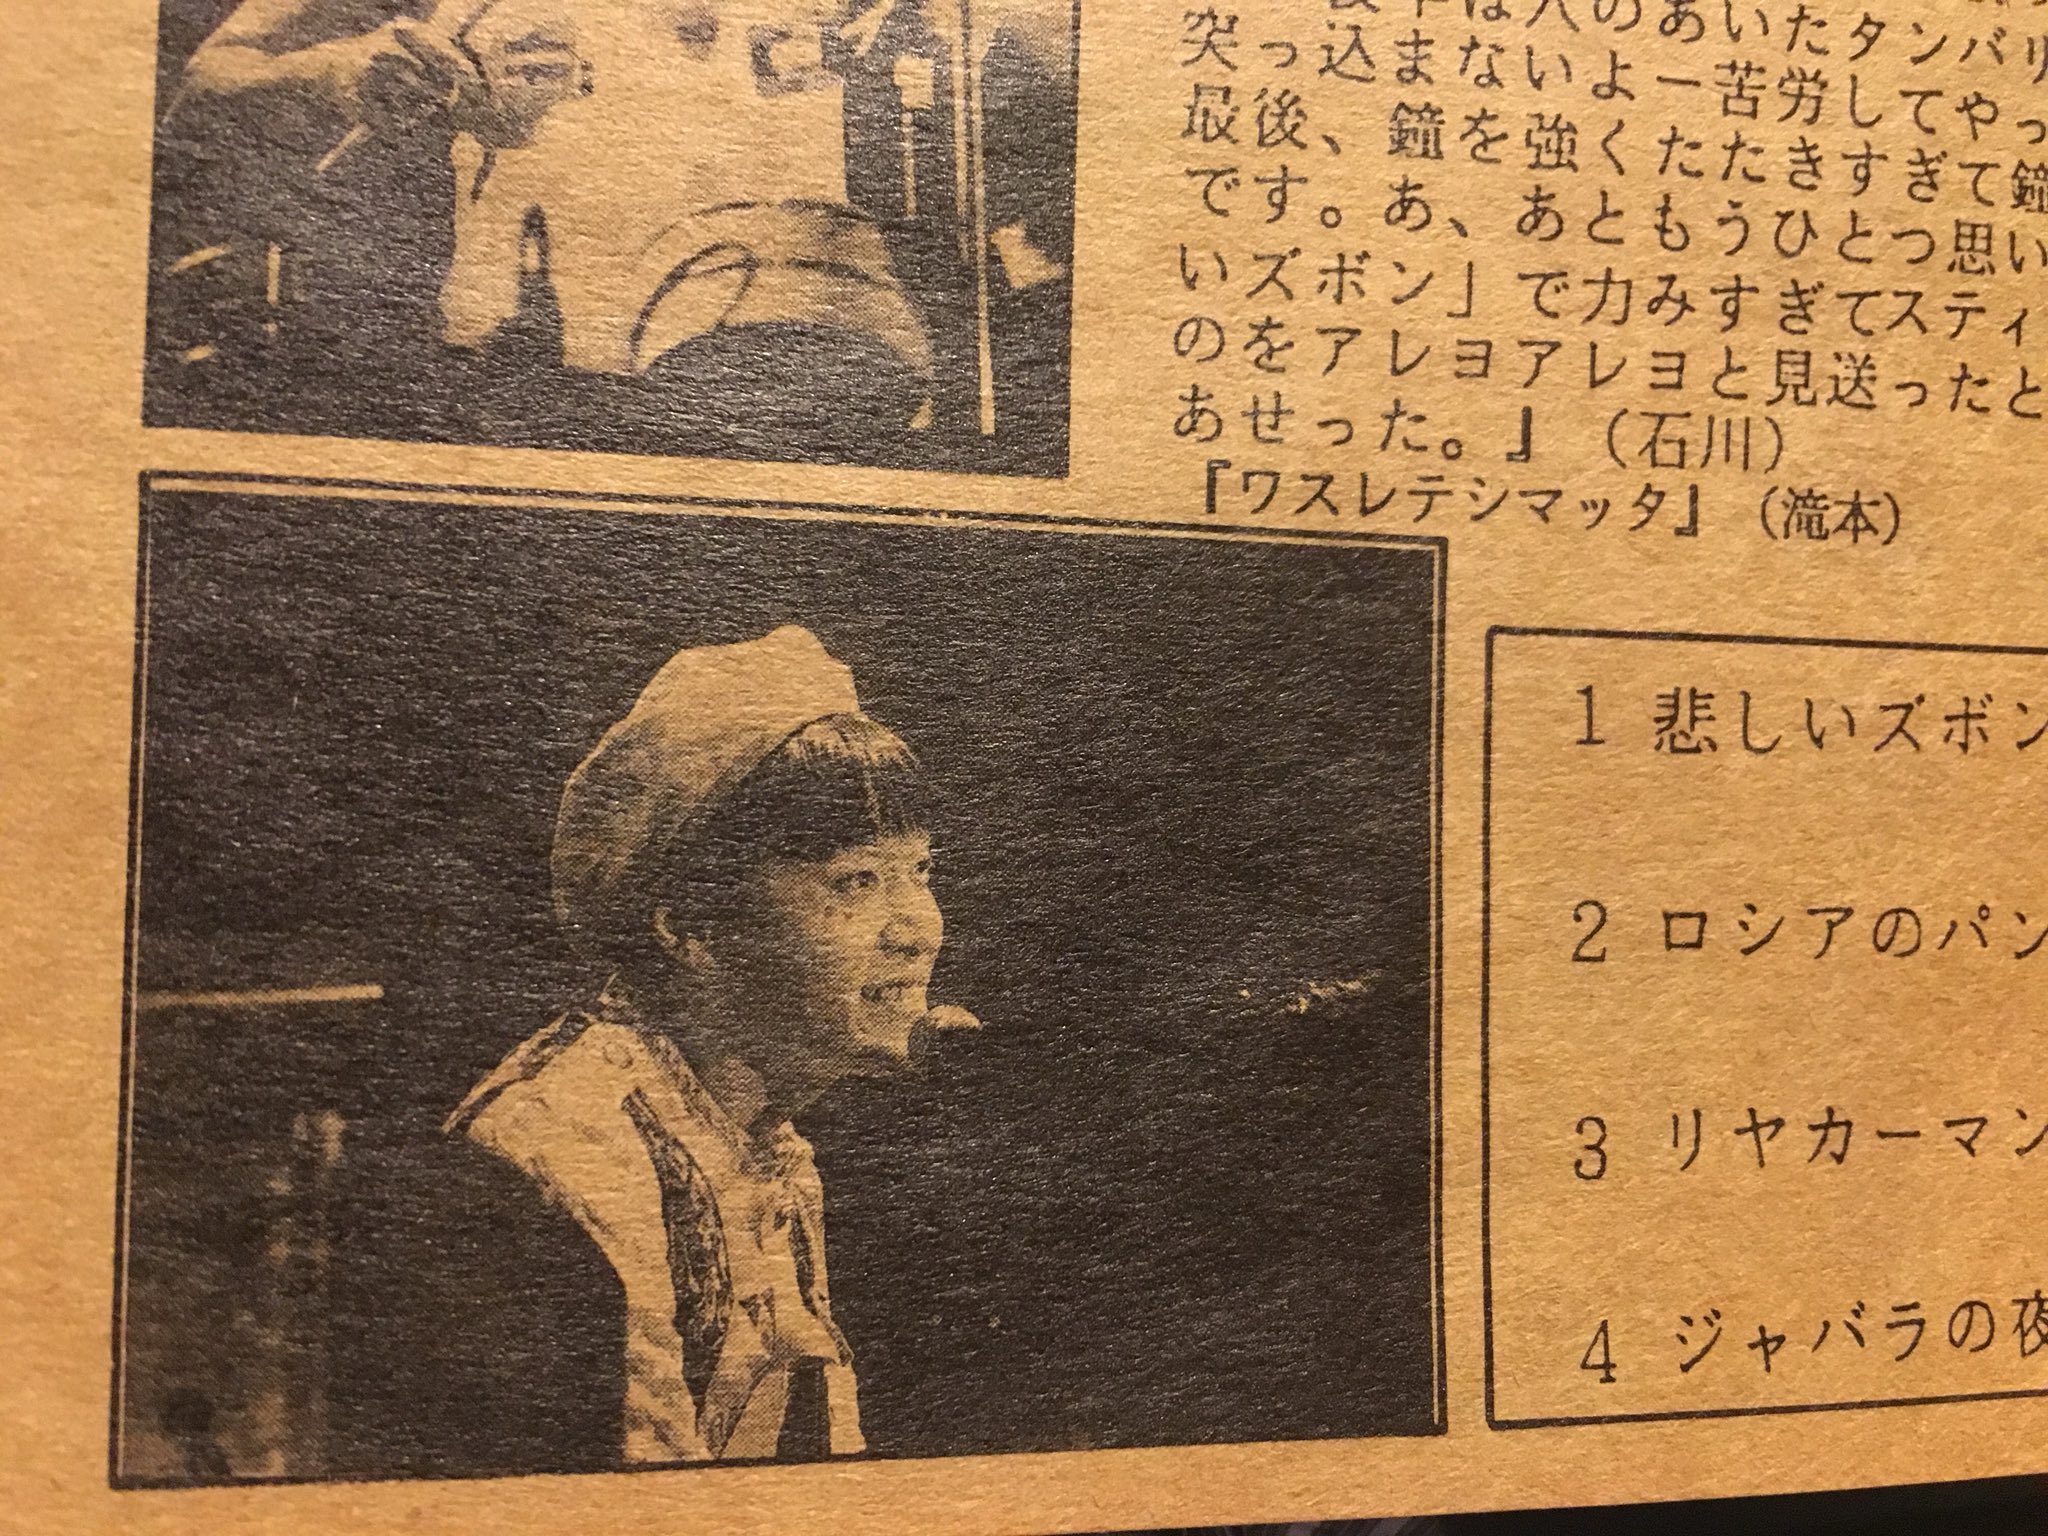 突っ込まないよー苦労してやっ
最後、鐘を強くたたきすぎて鐘
です。あ、あともうひとつ思い
いズボン」で力みすぎてスティ
のをアレヨアレヨと見送ったと
あせった。』(石川)
『ワスレテシマッタ』(滝本)
1 悲しいズボン
2 ロシアのパン
3 リヤカーマン
4 ジャバラの夜